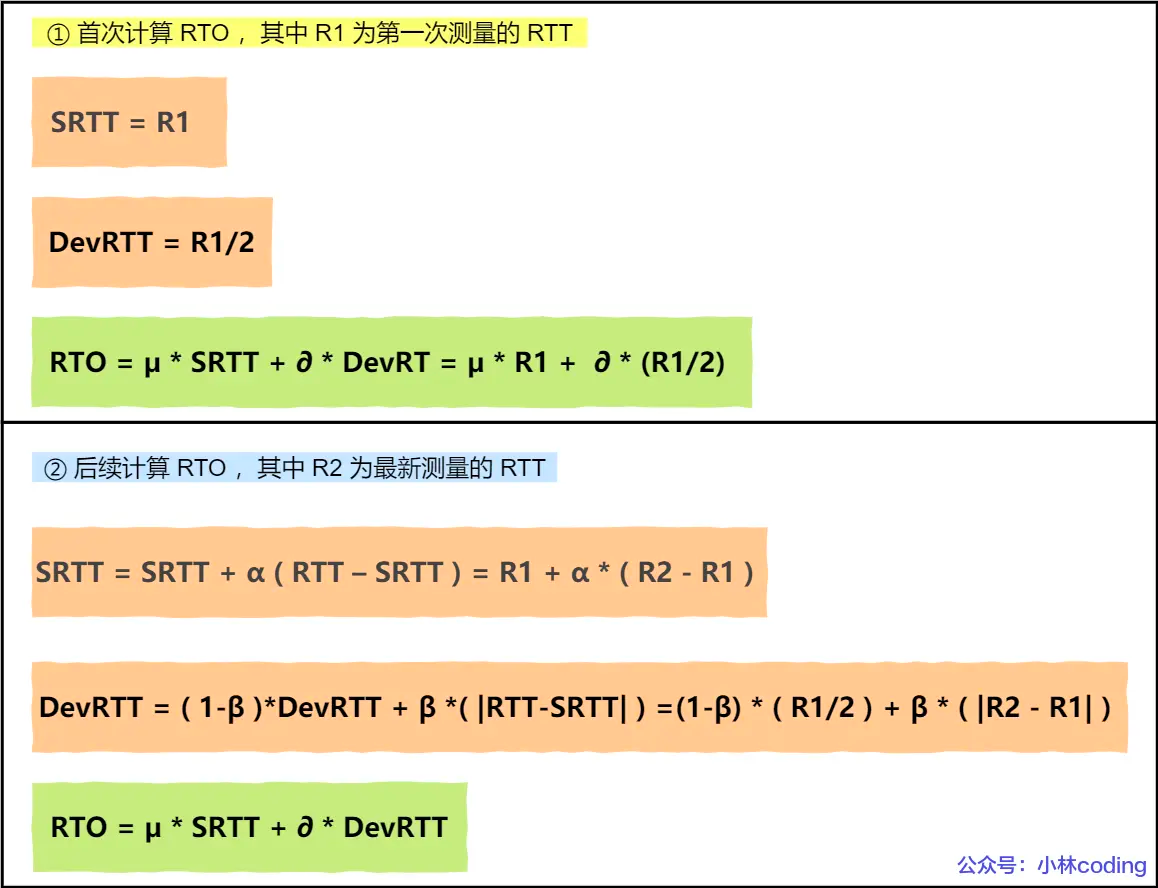 ① 首次计算 RTO ，其中 R1 为第一次测量的 RTT
SRTT = R1
DevRTT = R1/2
RTO = μ * SRTT + ∂ * DevRT = μ * R1 + ∂ * (R1/2)
② 后续计算 RTO ，其中 R2 为最新测量的 RTT
SRTT = SRTT + α ( RTT – SRTT ) = R1 + α * ( R2 - R1 )
DevRTT = ( 1-β )*DevRTT + β *( |RTT-SRTT| ) =(1-β) * ( R1/2 ) + β * ( |R2 - R1| )
RTO = μ * SRTT + ∂ * DevRTT
公众号：小林coding